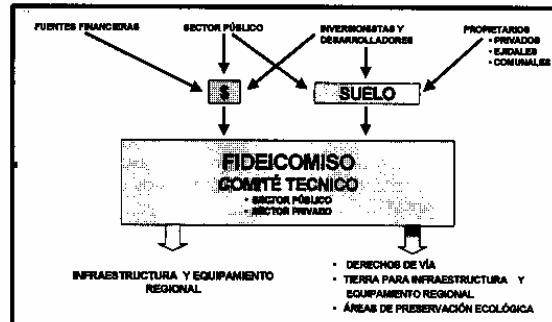 FUENTES FINANCIERAS
SECTOR PÚBLICO
INVERSIONISTAS Y
DESARROLLADORES
PROPIETARIOS
• PRIVADOS
• EJIDALES
• COMUNALES
$
SUELO
FIDEICOMISO
COMITÉ TECNICO
• SECTOR PÚBLICO
• SECTOR PRIVADO
INFRAESTRUCTURA Y EQUIPAMIENTO
REGIONAL
• DERECHOS DE VÍA
• TIERRA PARA INFRAESTRUCTURA Y
EQUIPAMIENTO REGIONAL
• ÁREAS DE PRESERVACIÓN ECOLÓGICA